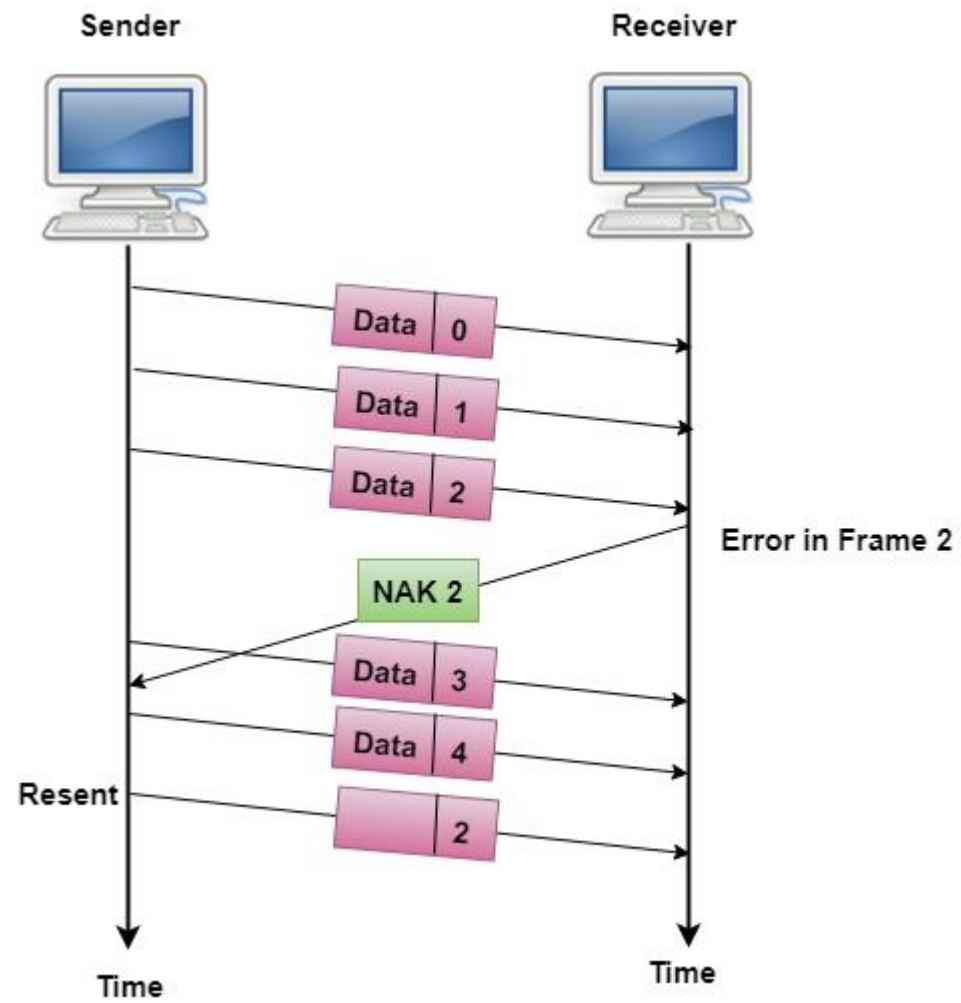 Sender
Receiver
Data 0
Data 1
Data 2
Error in Frame 2
NAK 2
Data 3
Data 4
Resent
2
Time
Time